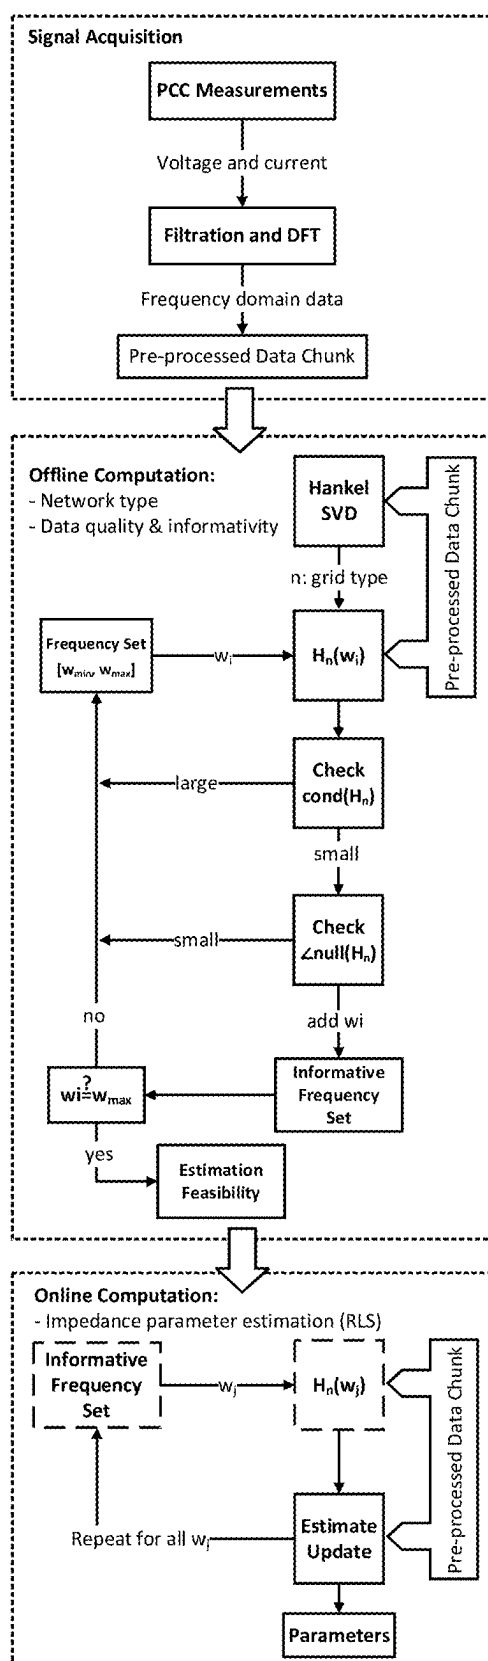 Signal Acquisition
PCC Measurements
Voltage and current
Filtration and DFT
Frequency domain data
Pre-processed Data Chunk
Offline Computation:
- Network type
- Data quality & informativity
Hankel
SVD
Pre-processed Data Chunk
n: grid type
Frequency Set
[wmin, wmax]
wi
Hn(wi)
Check
cond(Hn)
large
small
Check
∠null(Hn)
small
add wi
no
Informative
Frequency
Set
wi=?wmax
yes
Estimation
Feasibility
Online Computation:
- Impedance parameter estimation (RLS)
Informative
Frequency
Set
wj
Hn(wj)
Pre-processed Data Chunk
Repeat for all wj
Estimate
Update
Parameters